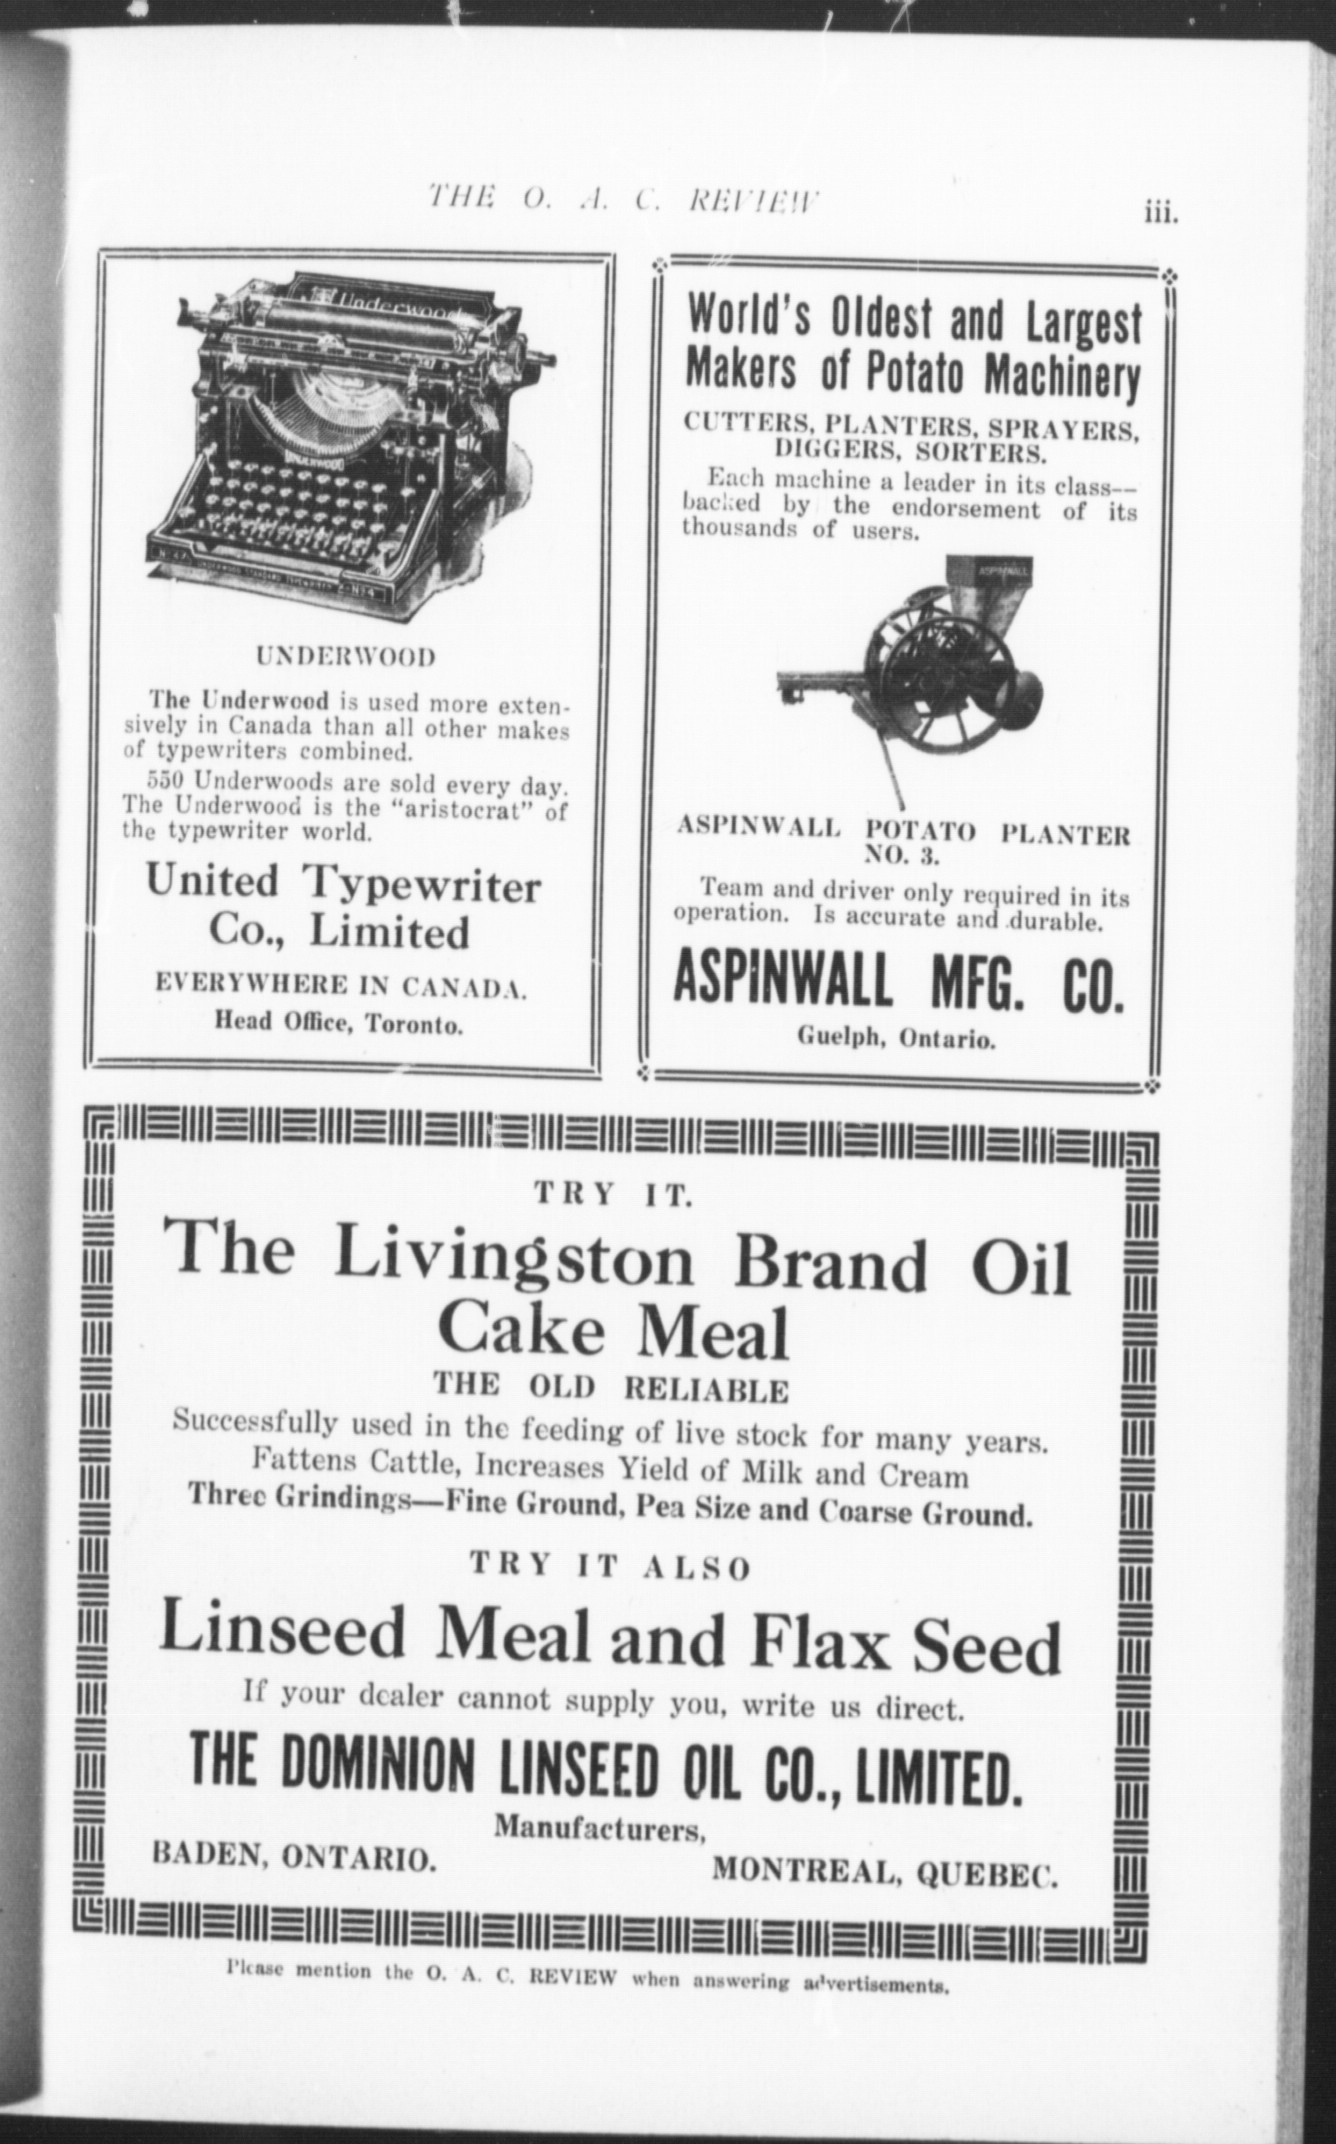 THE O. A. C. REVIEW
iii.
Underwood
UNDERWOOD
UNDERWOOD STANDARD TYPEWRITER
UNDERWOOD
The Underwood is used more exten-
sively in Canada than all other makes
of typewriters combined.
550 Underwoods are sold every day.
The Underwood is the “aristocrat” of
the typewriter world.
United Typewriter
Co., Limited
EVERYWHERE IN CANADA.
Head Office, Toronto.
World's Oldest and Largest
Makers of Potato Machinery
CUTTERS, PLANTERS, SPRAYERS,
DIGGERS, SORTERS.
Each machine a leader in its class--
backed by the endorsement of its
thousands of users.
ASPINWALL
ASPINWALL POTATO PLANTER
NO. 3.
Team and driver only required in its
operation. Is accurate and durable.
ASPINWALL MFG. CO.
Guelph, Ontario.
TRY IT.
The Livingston Brand Oil
Cake Meal
THE OLD RELIABLE
Successfully used in the feeding of live stock for many years.
Fattens Cattle, Increases Yield of Milk and Cream
Three Grindings—Fine Ground, Pea Size and Coarse Ground.
TRY IT ALSO
Linseed Meal and Flax Seed
If your dealer cannot supply you, write us direct.
THE DOMINION LINSEED OIL CO., LIMITED.
Manufacturers,
BADEN, ONTARIO.
MONTREAL, QUEBEC.
Please mention the O. A. C. REVIEW when answering advertisements.